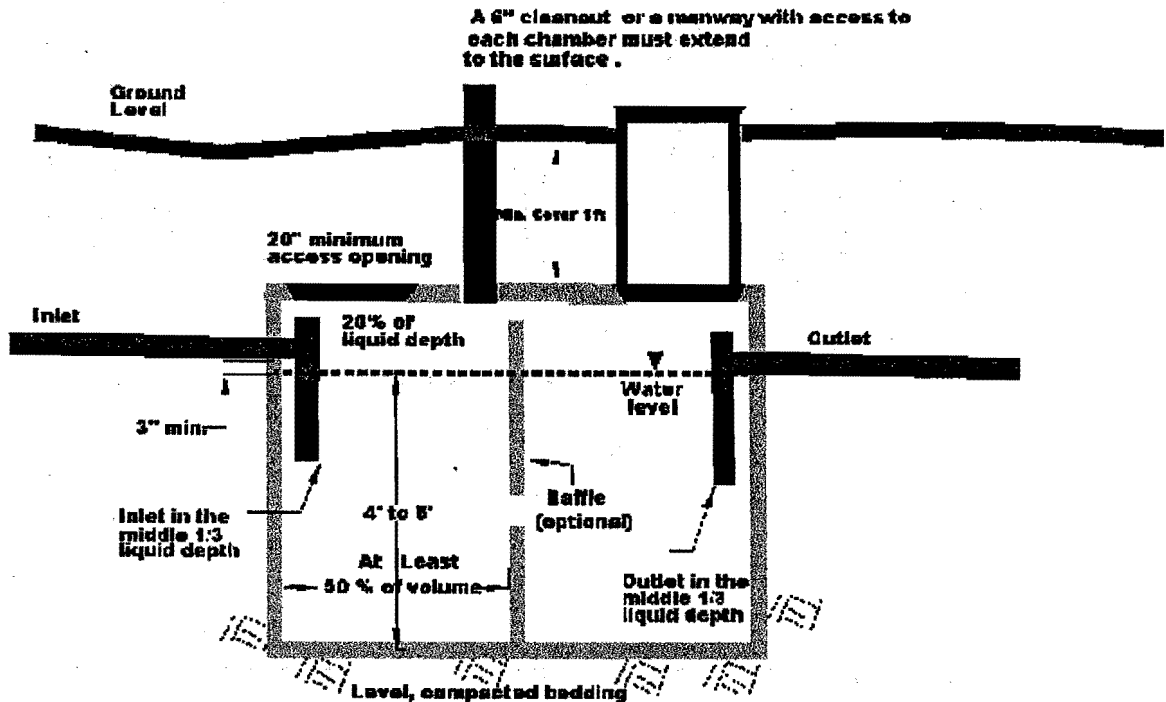 A 6" cleanout or a manway with access to
each chamber must extend
to the surface.
Ground
Level
Min. Cover 1ft
20" minimum
access opening
Inlet
20% of
liquid depth
Outlet
Water
level
3" min.
Baffle
(optional)
Inlet in the
middle 1/3
liquid depth
4' to
At Least
50 % of volume
Outlet in the
middle 1/3
liquid depth
Level, compacted bedding